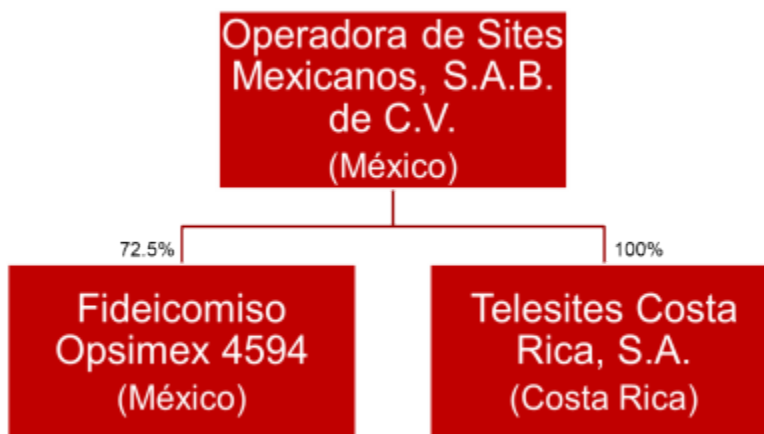 Operadora de Sites
Mexicanos, S.A.B.
de C.V.
(México)
72.5%
100%
Fideicomiso
Opsimex 4594
(México)
Telesites Costa
Rica, S.A.
(Costa Rica)